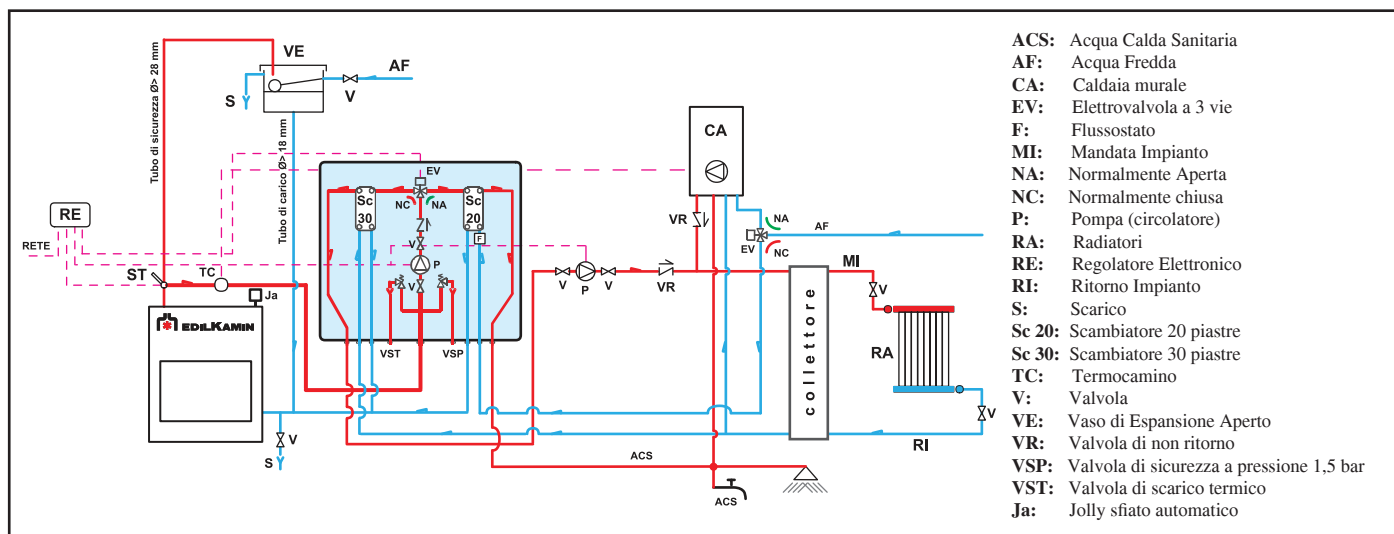 VE
AF
V
S
Tubo di sicurezza Ø> 28 mm
Tubo di carico Ø> 18 mm
RE
RETE
ST
TC
Ja
EDILKAMIN
V
S
EV
NC
NA
Sc
30
Sc
20
F
V
P
V
VST
VSP
CA
VR
NA
EV
NC
AF
V
P
V
VR
MI
V
collettore
RA
V
RI
ACS
ACS
ACS: Acqua Calda Sanitaria
AF: Acqua Fredda
CA: Caldaia murale
EV: Elettrovalvola a 3 vie
F: Flussostato
MI: Mandata Impianto
NA: Normalmente Aperta
NC: Normalmente chiusa
P: Pompa (circolatore)
RA: Radiatori
RE: Regolatore Elettronico
RI: Ritorno Impianto
S: Scarico
Sc 20: Scambiatore 20 piastre
Sc 30: Scambiatore 30 piastre
TC: Termocamino
V: Valvola
VE: Vaso di Espansione Aperto
VR: Valvola di non ritorno
VSP: Valvola di sicurezza a pressione 1,5 bar
VST: Valvola di scarico termico
Ja: Jolly sfiato automatico